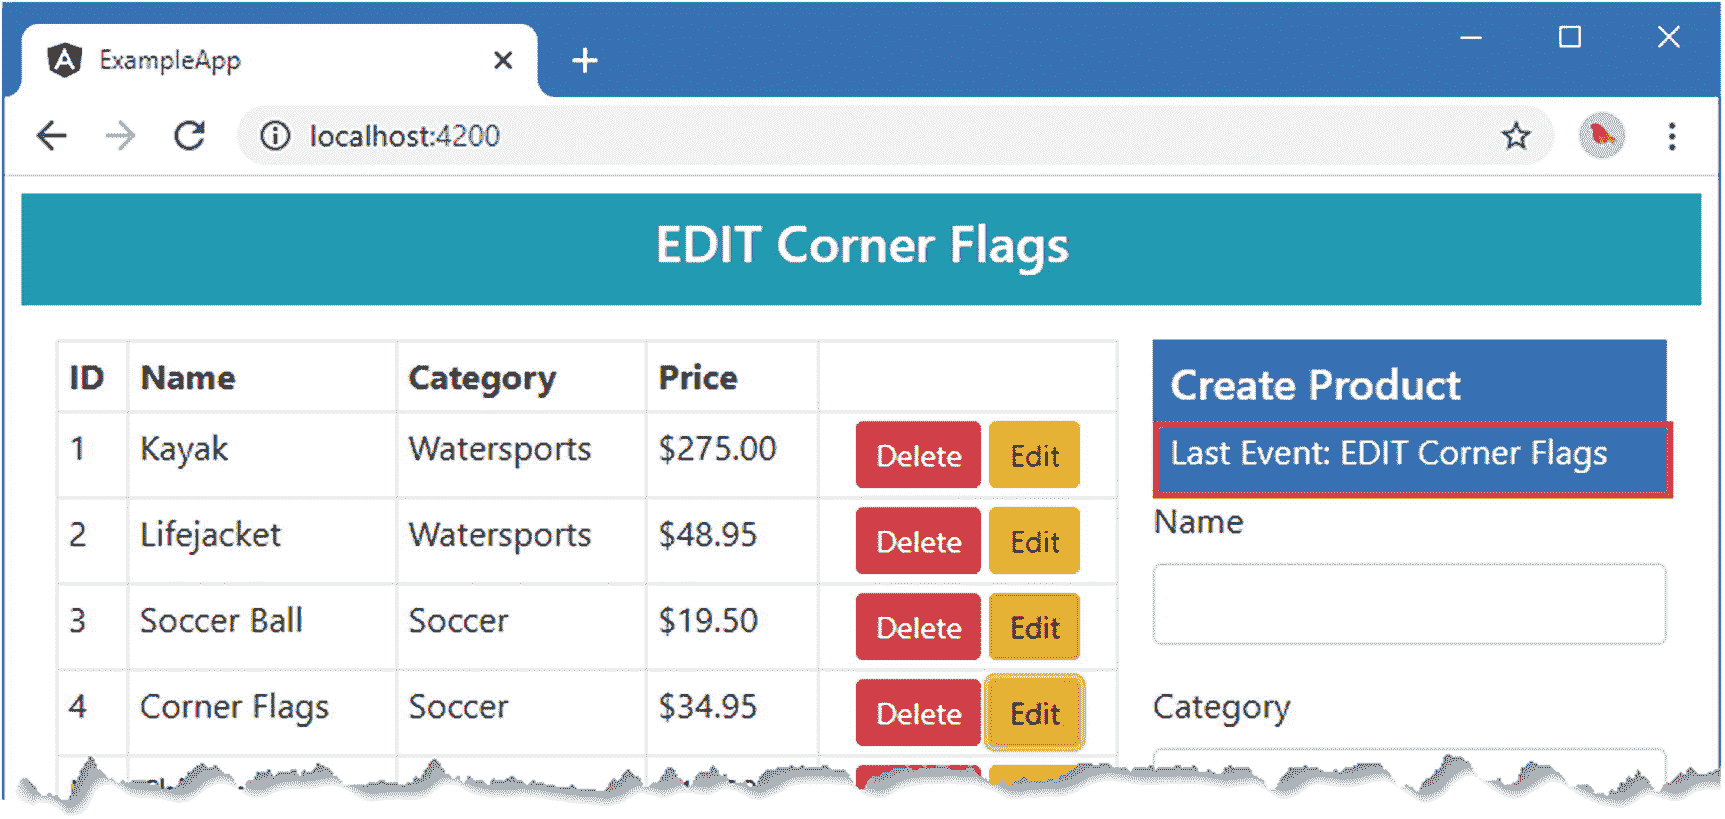 ExampleApp
localhost:4200
EDIT Corner Flags
ID Name Category Price
1 Kayak Watersports $275.00 Delete Edit
2 Lifejacket Watersports $48.95 Delete Edit
3 Soccer Ball Soccer $19.50 Delete Edit
4 Corner Flags Soccer $34.95 Delete Edit
Create Product
Last Event: EDIT Corner Flags
Name
Category